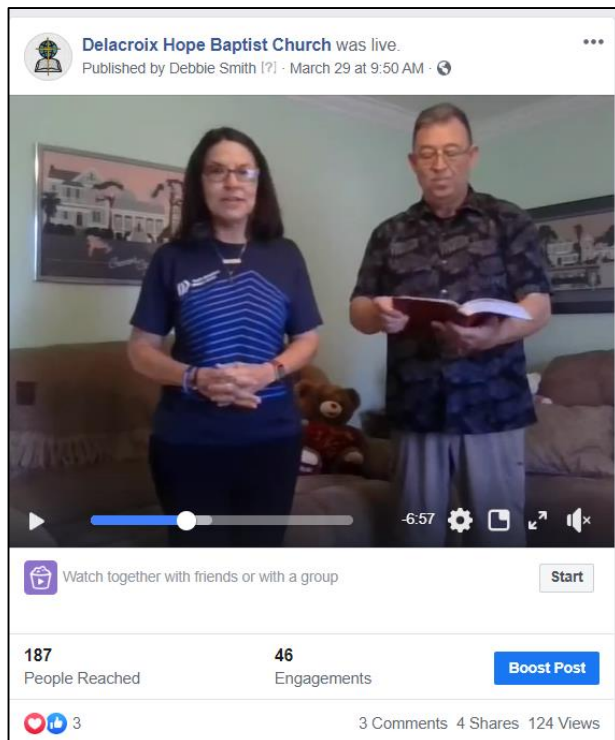 Delacroix Hope Baptist Church was live.
Published by Debbie Smith [?] · March 29 at 9:50 AM ·
-6:57
Watch together with friends or with a group
Start
187
People Reached
46
Engagements
Boost Post
3
3 Comments 4 Shares 124 Views